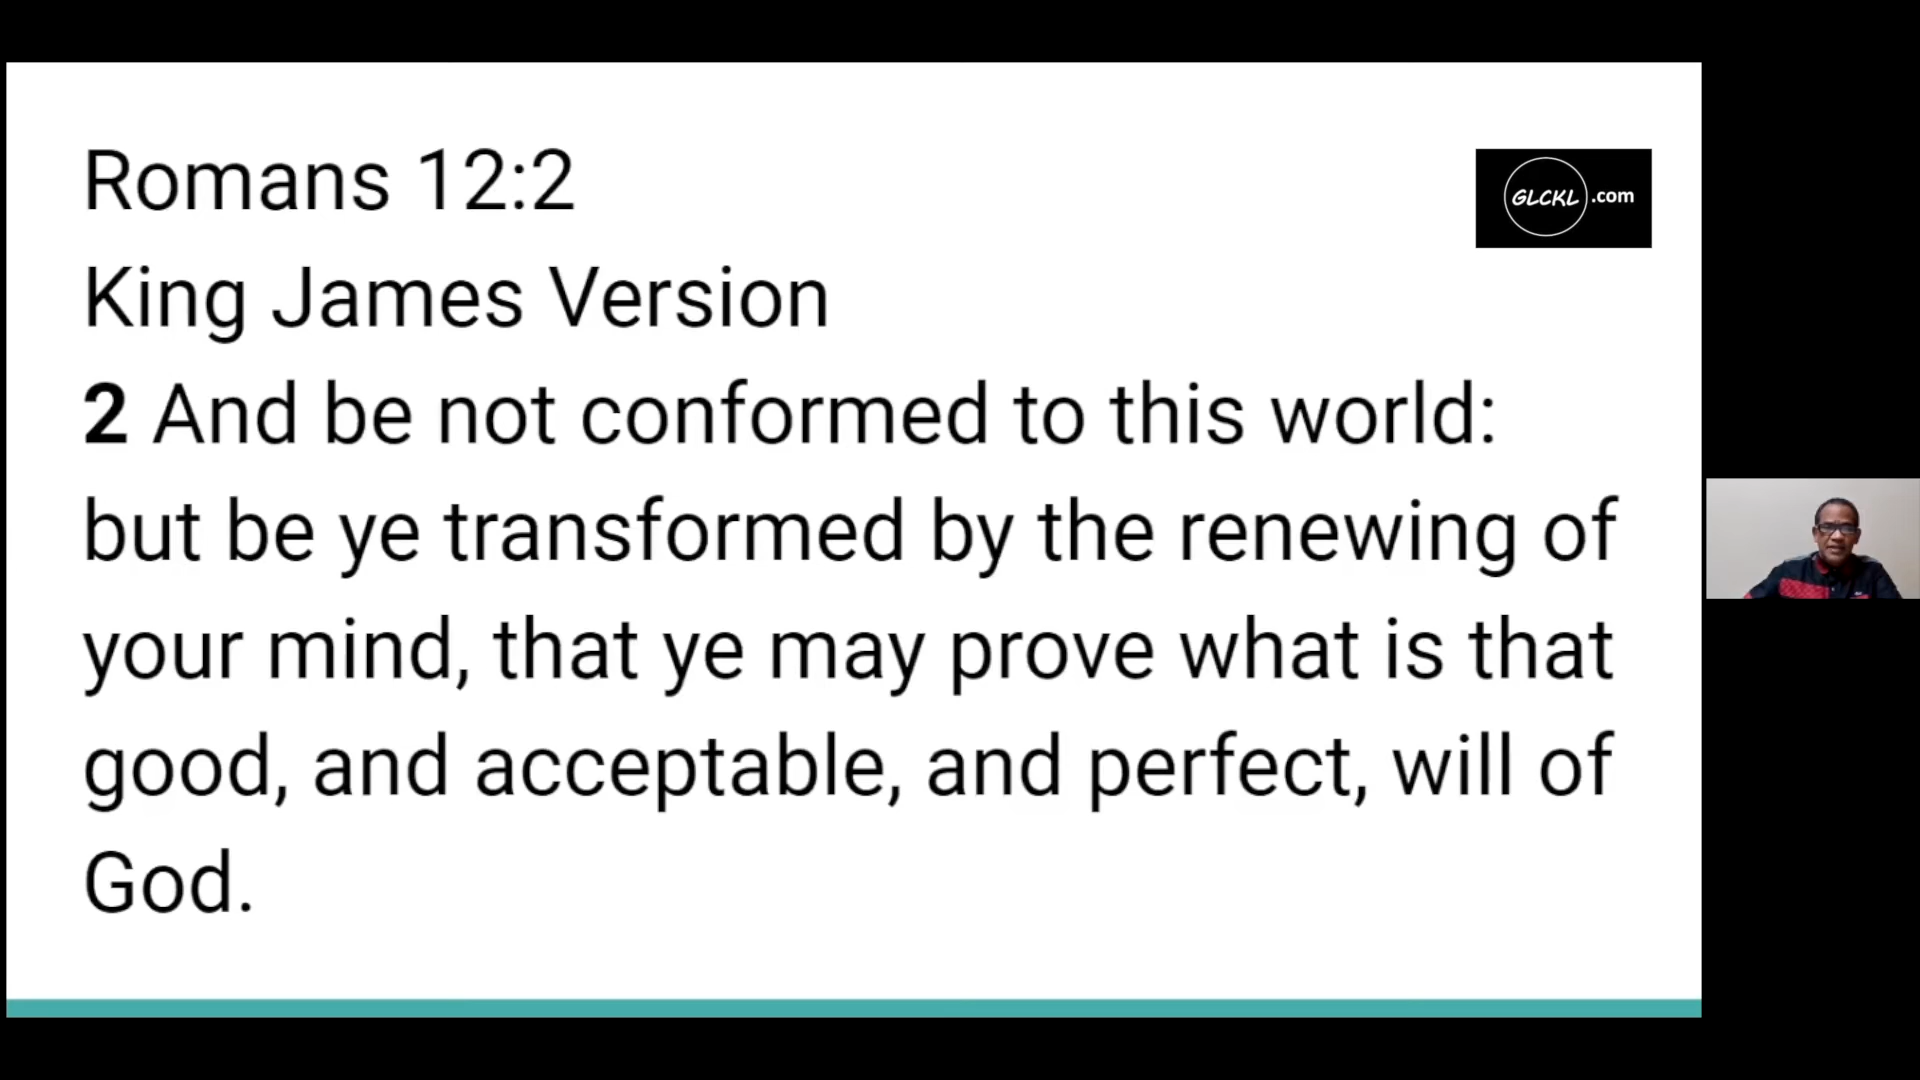 Romans 12:2
GLCKL .com
King James Version
2 And be not conformed to this world:
but be ye transformed by the renewing of
your mind, that ye may prove what is that
good, and acceptable, and perfect, will of
God.